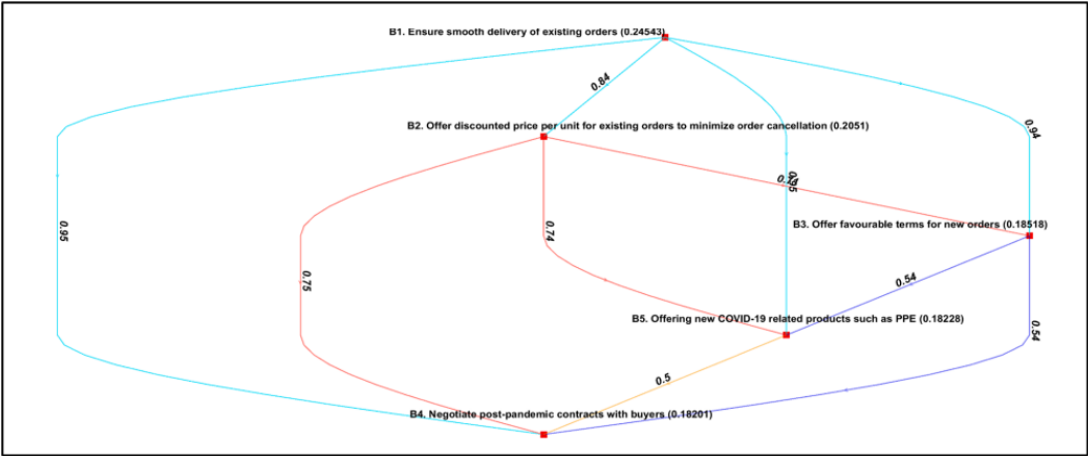 B1. Ensure smooth delivery of existing orders (0.24543)
0.84
0.94
B2. Offer discounted price per unit for existing orders to minimize order cancellation (0.2051)
0.95
0.74
B3. Offer favourable terms for new orders (0.18518)
0.75
0.54
B5. Offering new COVID-19 related products such as PPE (0.18228)
0.54
0.5
B4. Negotiate post-pandemic contracts with buyers (0.18201)